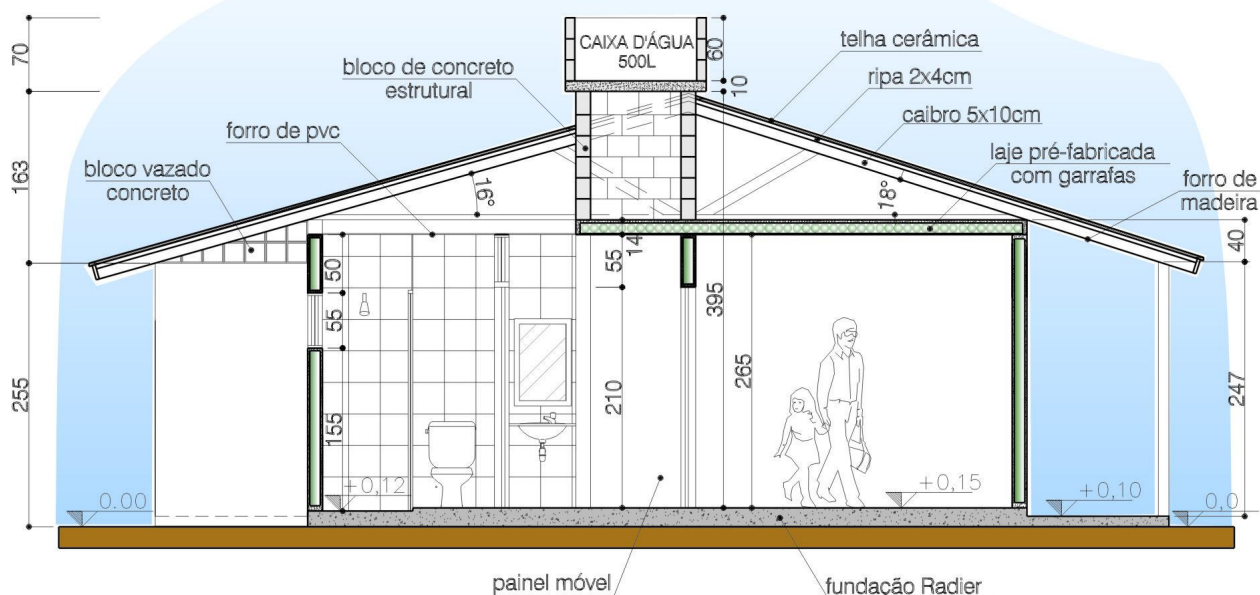 CAIXA D'ÁGUA
500L
70
60
10
telha cerâmica
bloco de concreto
estrutural
ripa 2x4cm
caibro 5x10cm
forro de pvc
laje pré-fabricada
com garrafas
bloco vazado
concreto
forro de
madeira
163
16°
18°
40
14
50
55
55
395
265
255
155
210
247
0.00
+0,12
+0,15
+0,10
0,0
painel móvel
fundação Radier